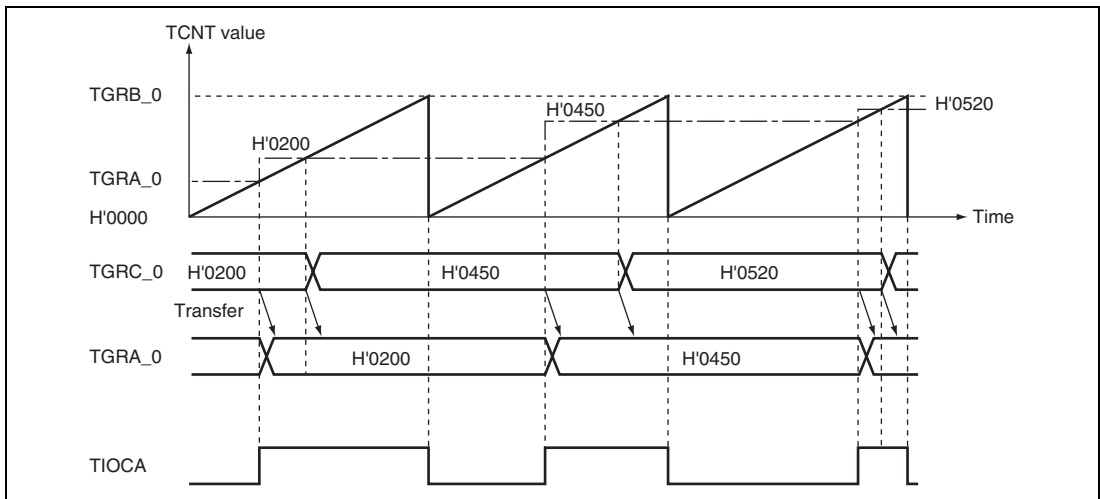 TCNT value
TGRB_0
H'0450
H'0520
H'0200
TGRA_0
H'0000
Time
TGRC_0
H'0200
H'0450
H'0520
Transfer
TGRA_0
H'0200
H'0450
TIOCA